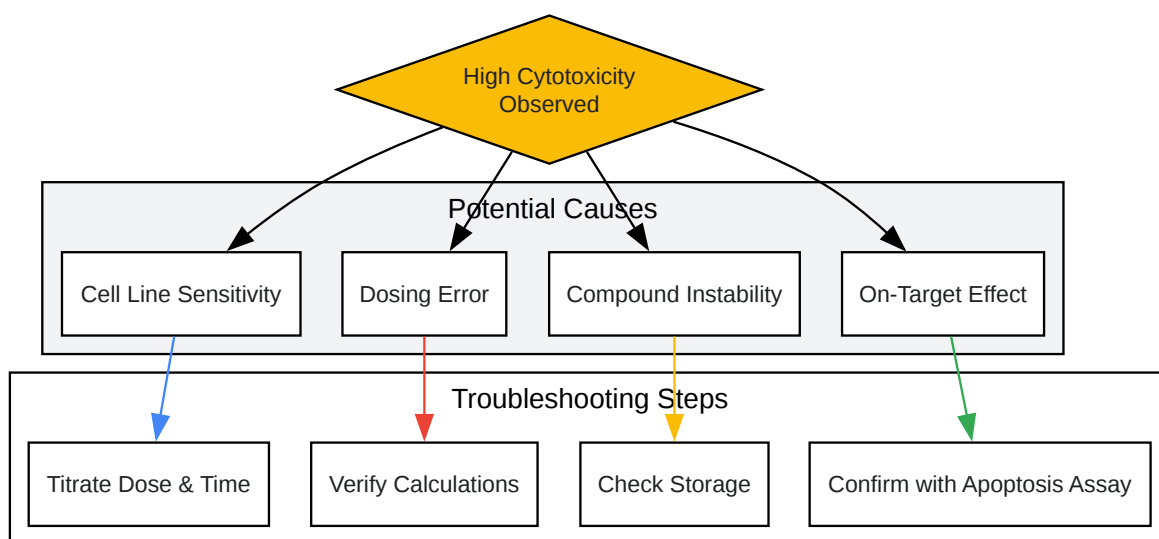 High Cytotoxicity
Observed
Potential Causes
Cell Line Sensitivity
Dosing Error
Compound Instability
On-Target Effect
Troubleshooting Steps
Titrate Dose & Time
Verify Calculations
Check Storage
Confirm with Apoptosis Assay